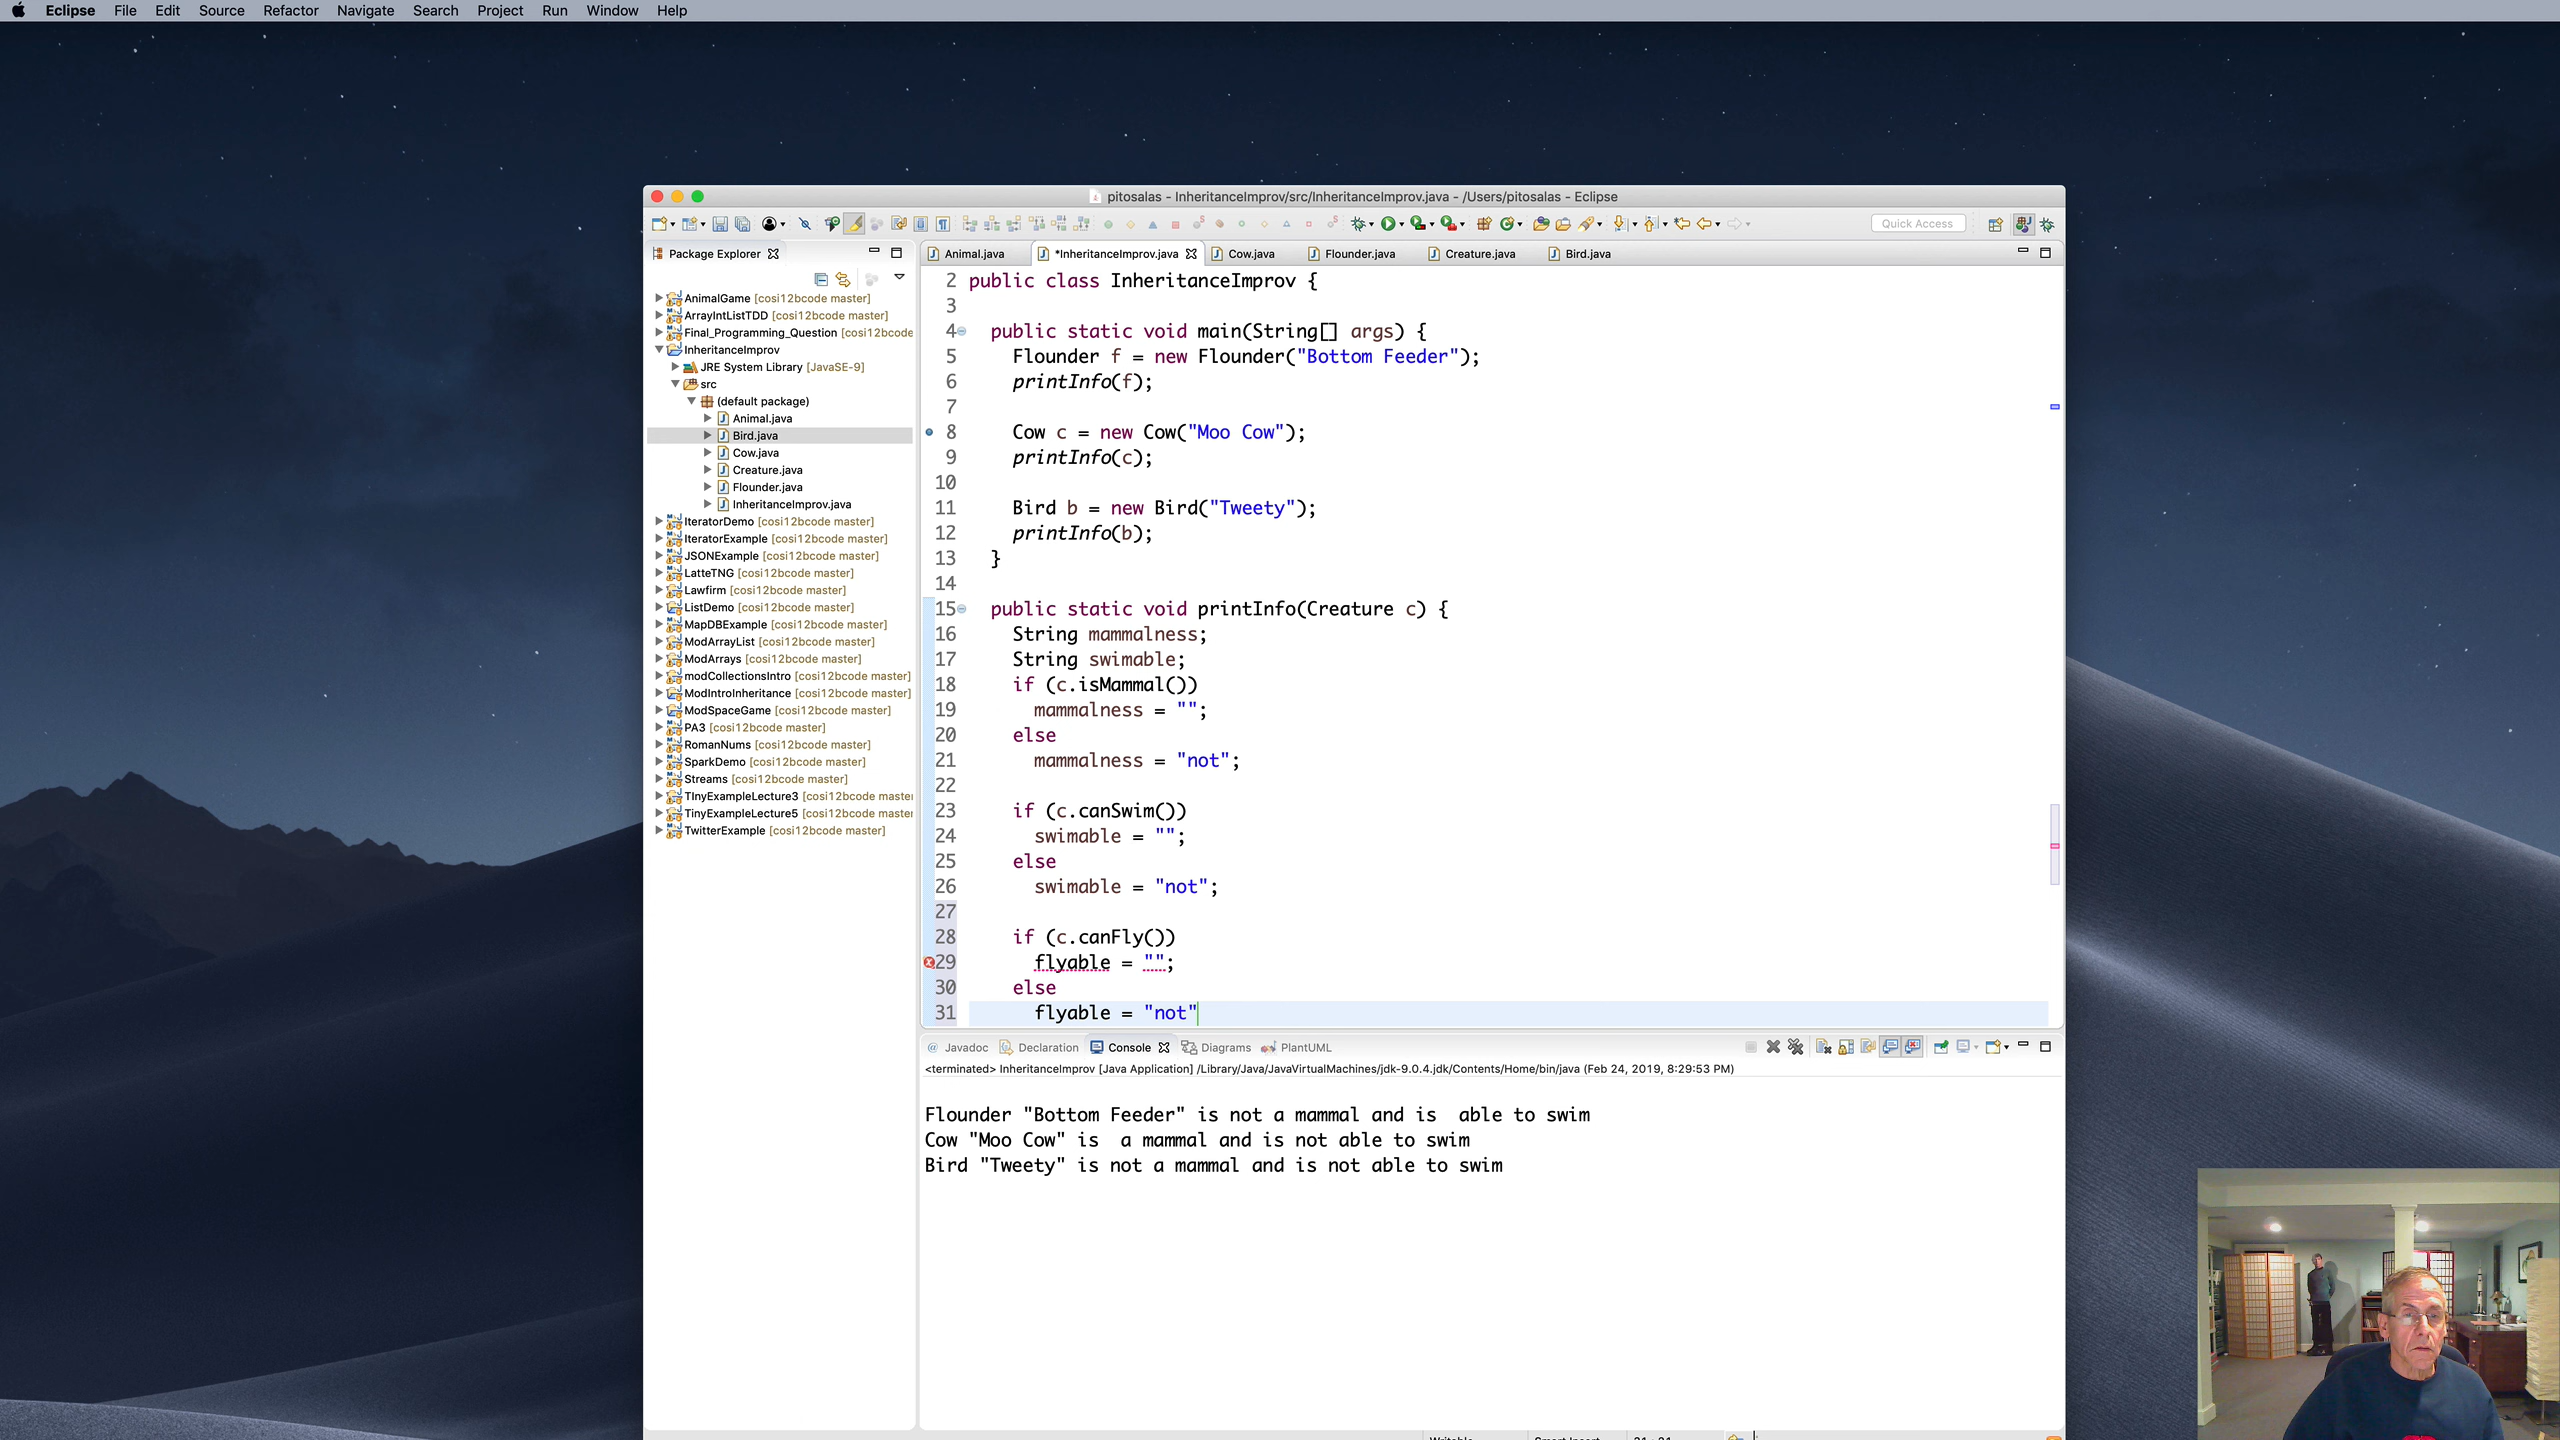 Eclipse File Edit Source Refactor Navigate Search Project Run Window Help
pitosalas - InheritanceImprov/src/InheritanceImprov.java - /Users/pitosalas - Eclipse
Quick Access
Package Explorer
AnimalGame [cosi12bcode master]
ArrayIntListTDD [cosi12bcode master]
Final_Programming_Question [cosi12bcode
InheritanceImprov
JRE System Library [JavaSE-9]
src
(default package)
Animal.java
Bird.java
Cow.java
Creature.java
Flounder.java
InheritanceImprov.java
IteratorDemo [cosi12bcode master]
IteratorExample [cosi12bcode master]
JSONExample [cosi12bcode master]
LatteTNG [cosi12bcode master]
Lawfirm [cosi12bcode master]
ListDemo [cosi12bcode master]
MapDBExample [cosi12bcode master]
ModArrayList [cosi12bcode master]
ModArrays [cosi12bcode master]
modCollectionsIntro [cosi12bcode master]
ModIntroInheritance [cosi12bcode master]
ModSpaceGame [cosi12bcode master]
PA3 [cosi12bcode master]
RomanNums [cosi12bcode master]
SparkDemo [cosi12bcode master]
Streams [cosi12bcode master]
TInyExampleLecture3 [cosi12bcode master
TinyExampleLecture5 [cosi12bcode master
TwitterExample [cosi12bcode master]
Animal.java *InheritanceImprov.java Cow.java Flounder.java Creature.java Bird.java
2 public class InheritanceImprov {
3
4 public static void main(String[] args) {
5 Flounder f = new Flounder("Bottom Feeder");
6 printInfo(f);
7
8 Cow c = new Cow("Moo Cow");
9 printInfo(c);
10
11 Bird b = new Bird("Tweety");
12 printInfo(b);
13 }
14
15 public static void printInfo(Creature c) {
16 String mammalness;
17 String swimable;
18 if (c.isMammal())
19 mammalness = "";
20 else
21 mammalness = "not";
22
23 if (c.canSwim())
24 swimable = "";
25 else
26 swimable = "not";
27
28 if (c.canFly())
29 flyable = "";
30 else
31 flyable = "not"
Javadoc Declaration Console Diagrams PlantUML
<terminated> InheritanceImprov [Java Application] /Library/Java/JavaVirtualMachines/jdk-9.0.4.jdk/Contents/Home/bin/java (Feb 24, 2019, 8:29:53 PM)
Flounder "Bottom Feeder" is not a mammal and is  able to swim
Cow "Moo Cow" is  a mammal and is not able to swim
Bird "Tweety" is not a mammal and is not able to swim